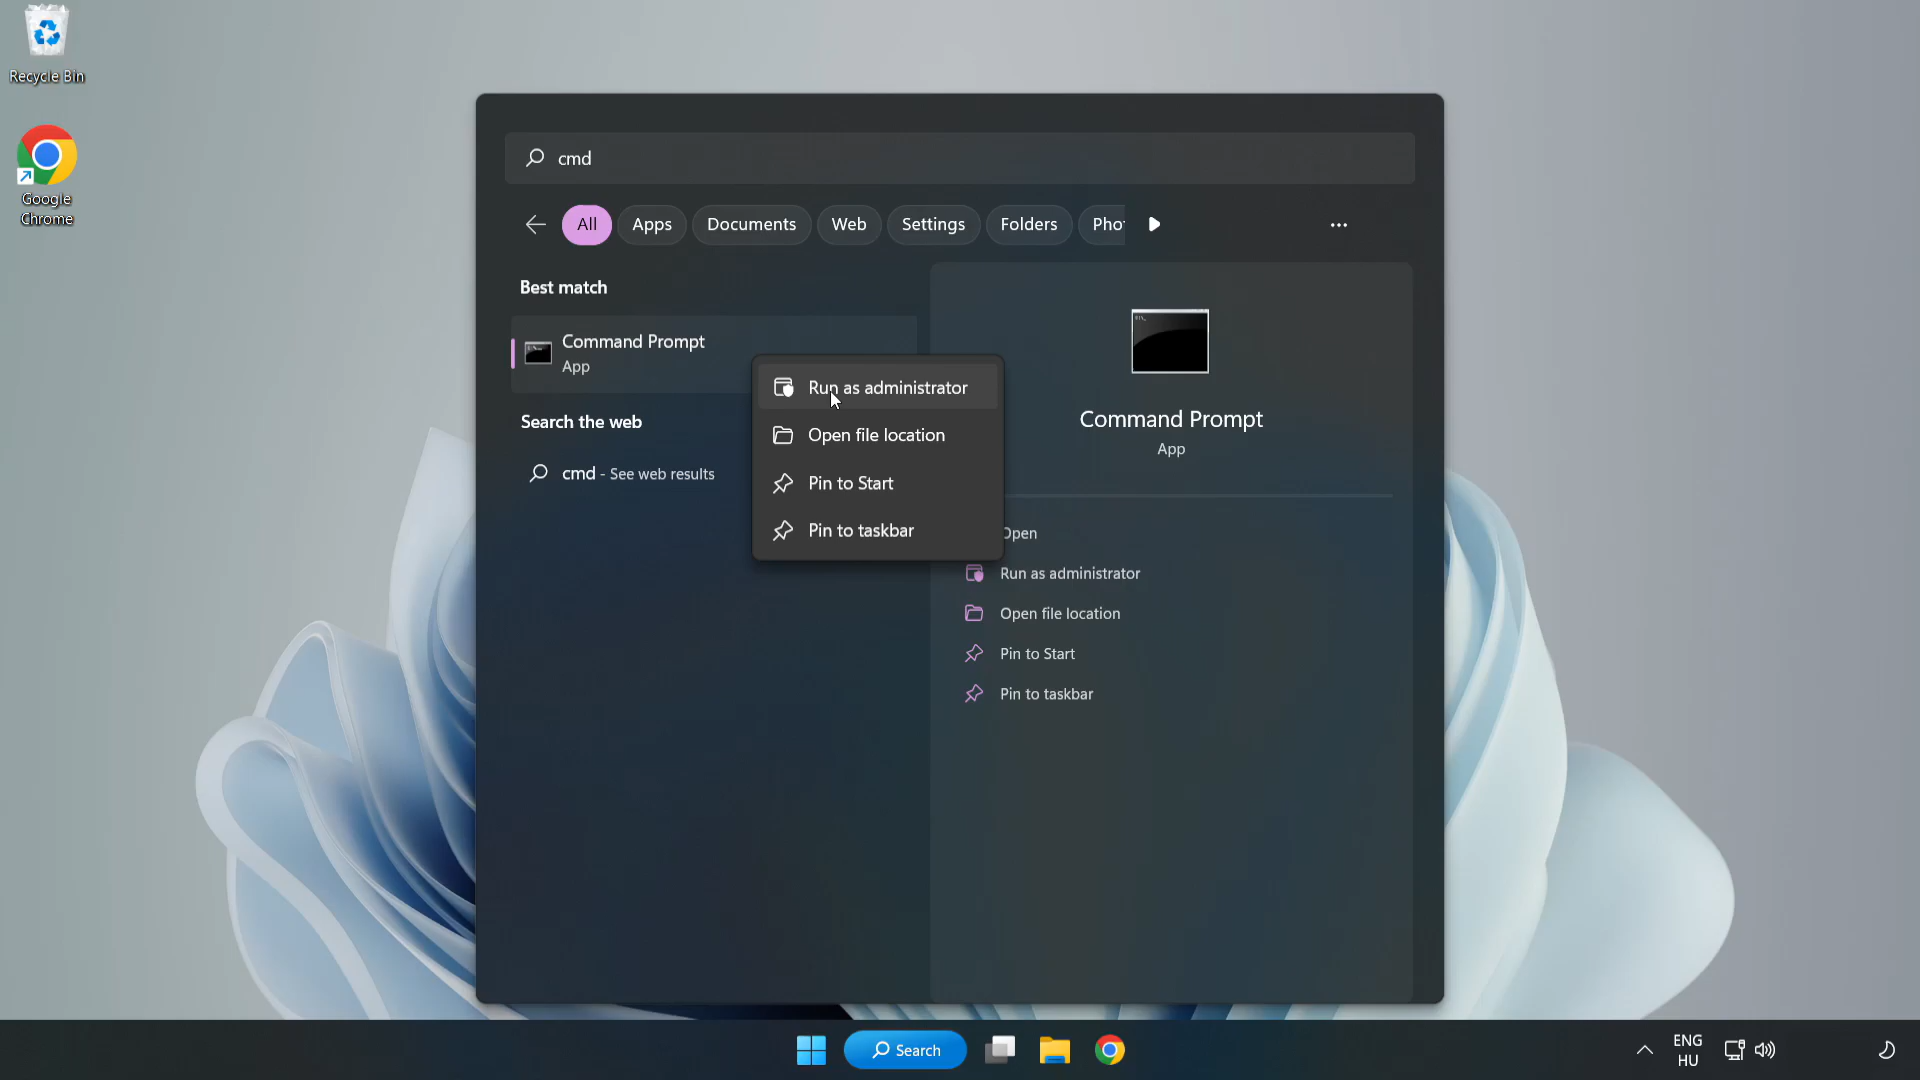 Recycle Bin
Google
Chrome
cmd
All
Apps
Documents
Web
Settings
Folders
Pho
Best match
Command Prompt
App
Search the web
cmd - See web results
Run as administrator
Open file location
Pin to Start
Pin to taskbar
Command Prompt
App
Open
Run as administrator
Open file location
Pin to Start
Pin to taskbar
Search
ENG
HU